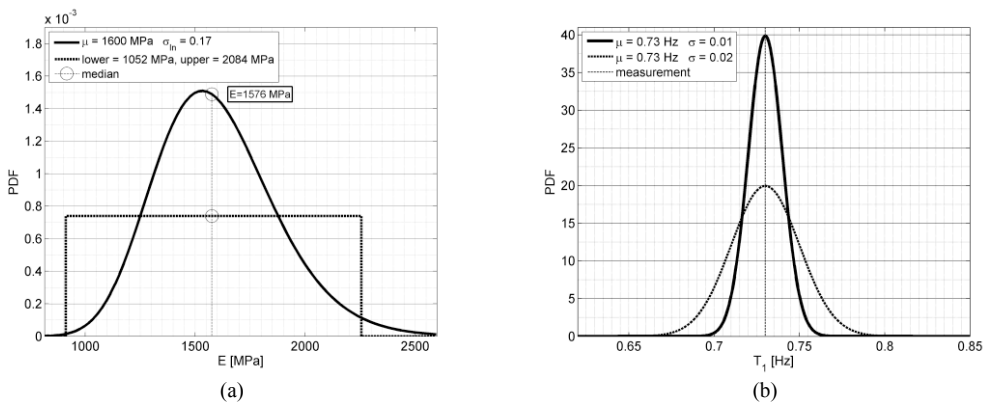 x 10⁻³
1.8
1.6
1.4
1.2
1
0.8
0.6
0.4
0.2
0
PDF
μ = 1600 MPa σln = 0.17
lower = 1052 MPa, upper = 2084 MPa
median
E=1576 MPa
1000 1500 2000 2500
E [MPa]
(a)
40
35
30
25
20
15
10
5
0
PDF
μ = 0.73 Hz σ = 0.01
μ = 0.73 Hz σ = 0.02
measurement
0.65 0.7 0.75 0.8 0.85
T₁ [Hz]
(b)